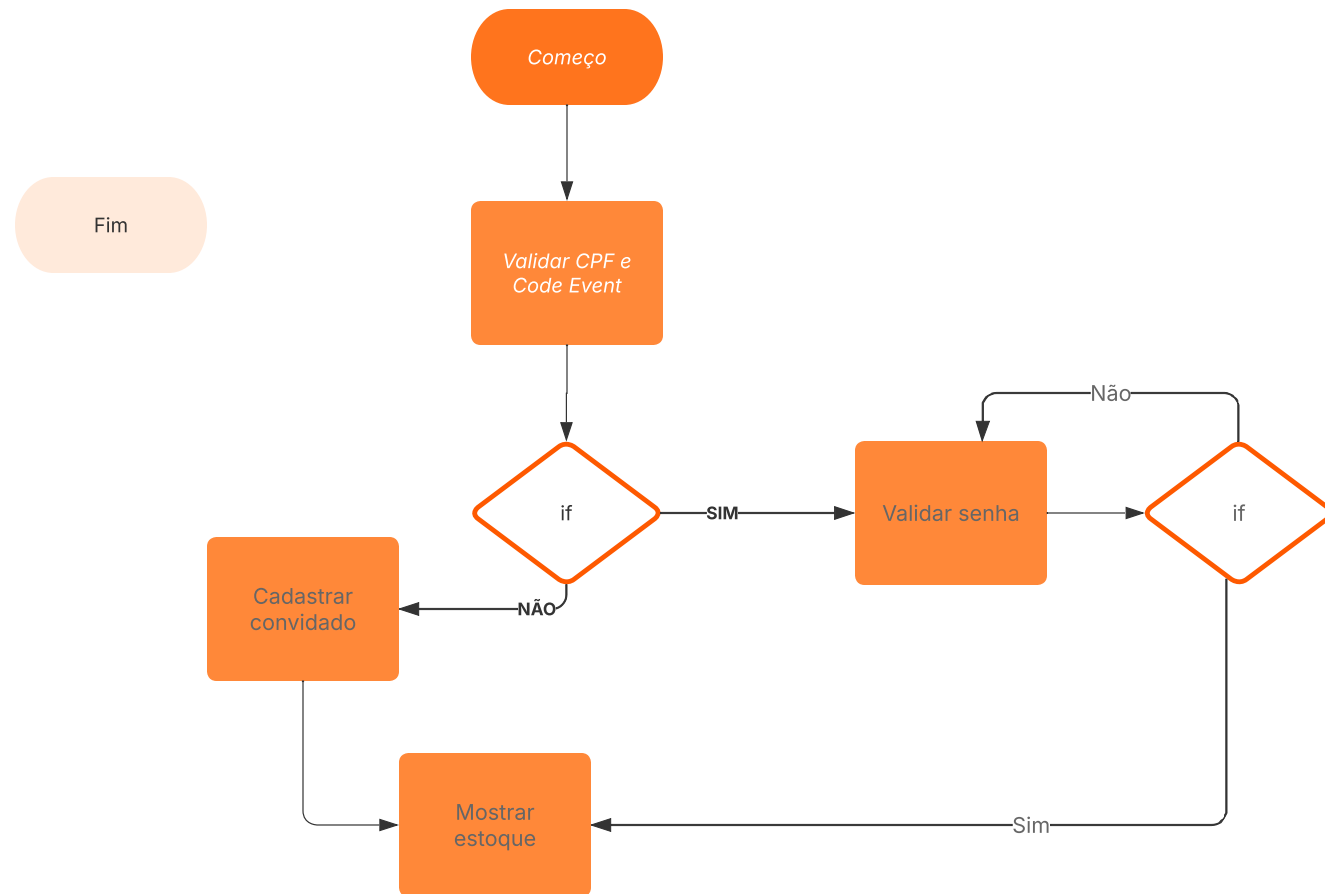 Começo
Fim
Validar CPF e
Code Event
Não
if
SIM
Validar senha
if
NÃO
Cadastrar
convidado
Mostrar
estoque
Sim